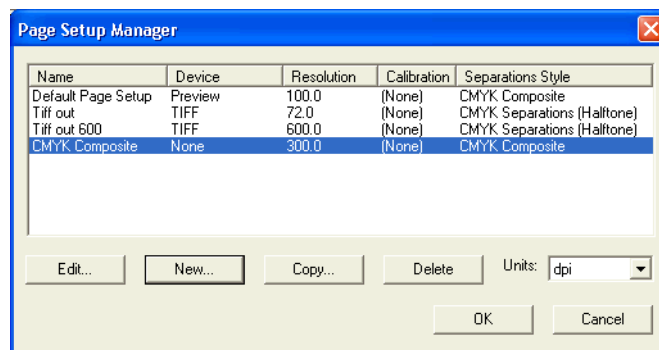 Page Setup Manager
Name Device Resolution Calibration Separations Style
Default Page Setup Preview 100.0 (None) CMYK Composite
Tiff out TIFF 72.0 (None) CMYK Separations (Halftone)
Tiff out 600 TIFF 600.0 (None) CMYK Separations (Halftone)
CMYK Composite None 300.0 (None) CMYK Composite
Edit... New... Copy... Delete Units: dpi
OK Cancel